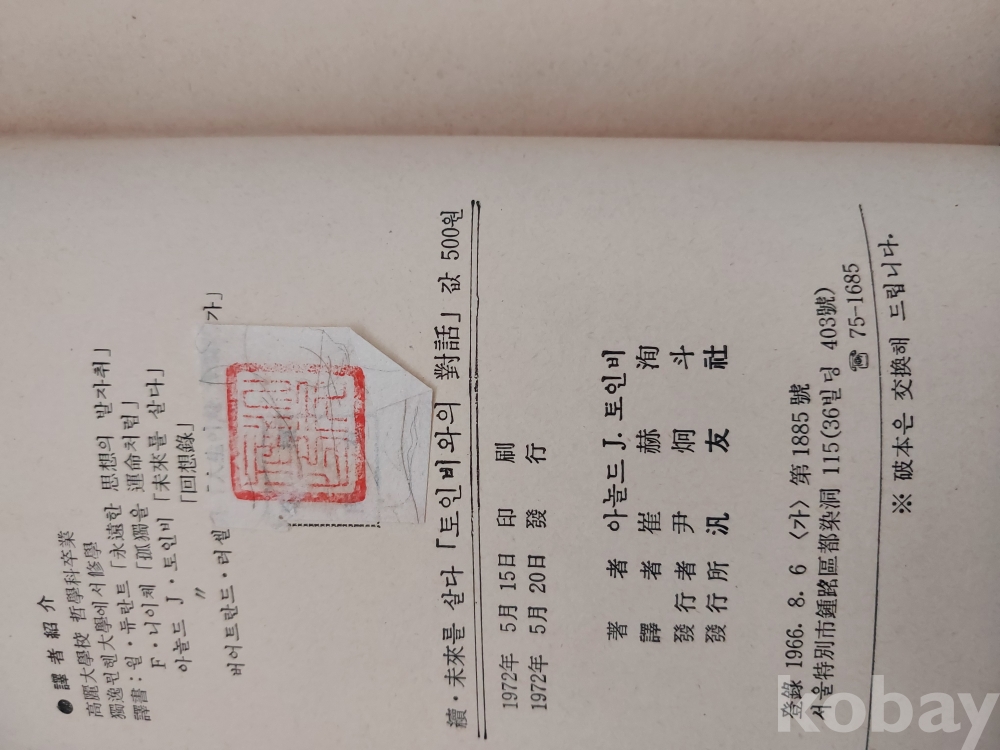 ● 譯者紹介
高麗大學校 哲學科卒業
獨逸뮌헨大學에서修學
譯書：윌·듀란트「永遠한 思想의 발자취」
F·니이체「孤獨을 運命처럼」
아놀드 J·토인비「未來를 살다」
〃 「回想錄」
버어트란드·러셀 가」
續·未來를 살다「토인비와의 對話」값 500원
1972年 5月 15日 印刷
1972年 5月 20日 發行
著者 아놀드 J. 토인비
譯者 崔赫洵
發行者 尹炯斗
發行所 汎友社
登錄 1966. 8. 6 〈가〉第1885號
서울特別市鍾路區都染洞 115(36빌딩 403號)
☎ 75-1685
※ 破本은 交換해 드립니다.
kobay